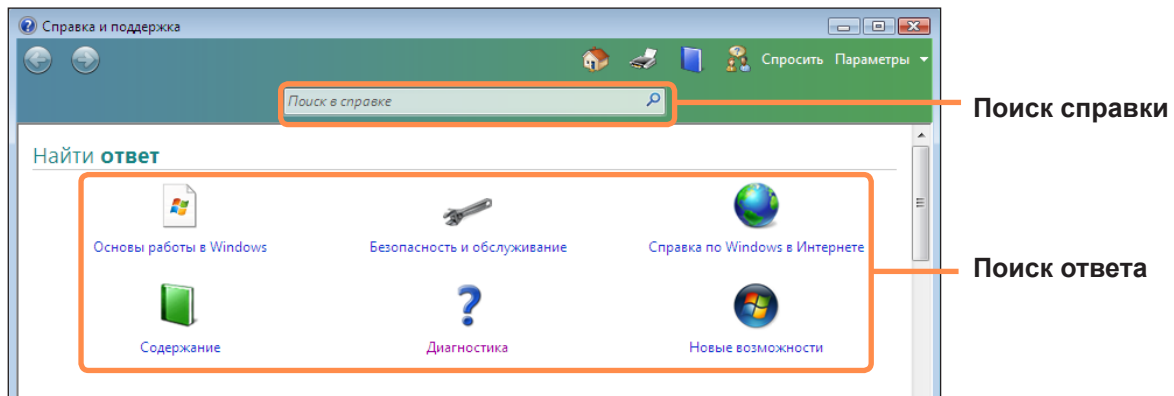 Справка и поддержка
Спросить Параметры
Поиск в справке
Поиск справки
Найти ответ
Основы работы в Windows
Безопасность и обслуживание
Справка по Windows в Интернете
Поиск ответа
Содержание
Диагностика
Новые возможности